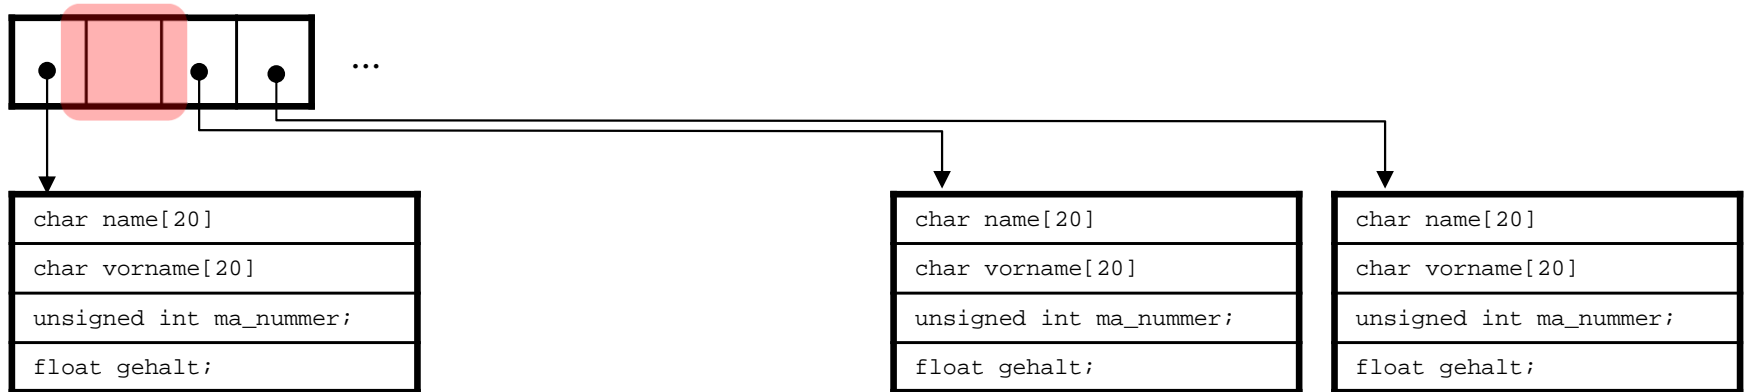 ...
char name[20]
char vorname[20]
unsigned int ma_nummer;
float gehalt;
char name[20]
char vorname[20]
unsigned int ma_nummer;
float gehalt;
char name[20]
char vorname[20]
unsigned int ma_nummer;
float gehalt;